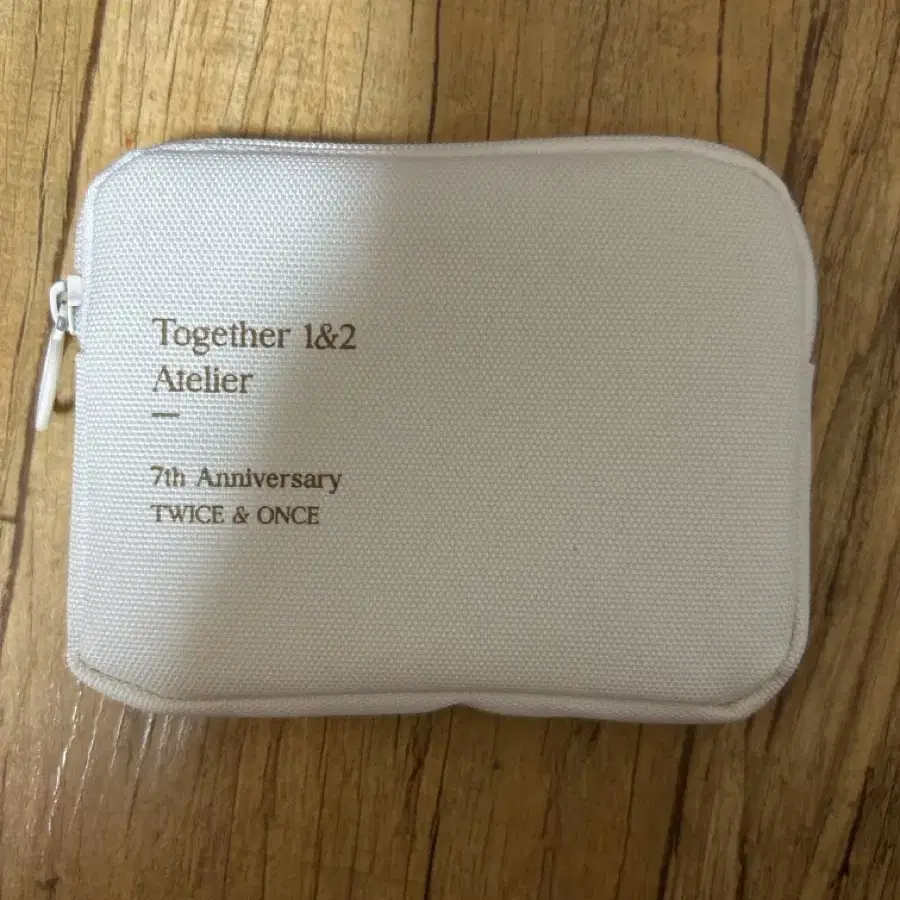 Together 1&2
Atelier
7th Anniversary
TWICE & ONCE